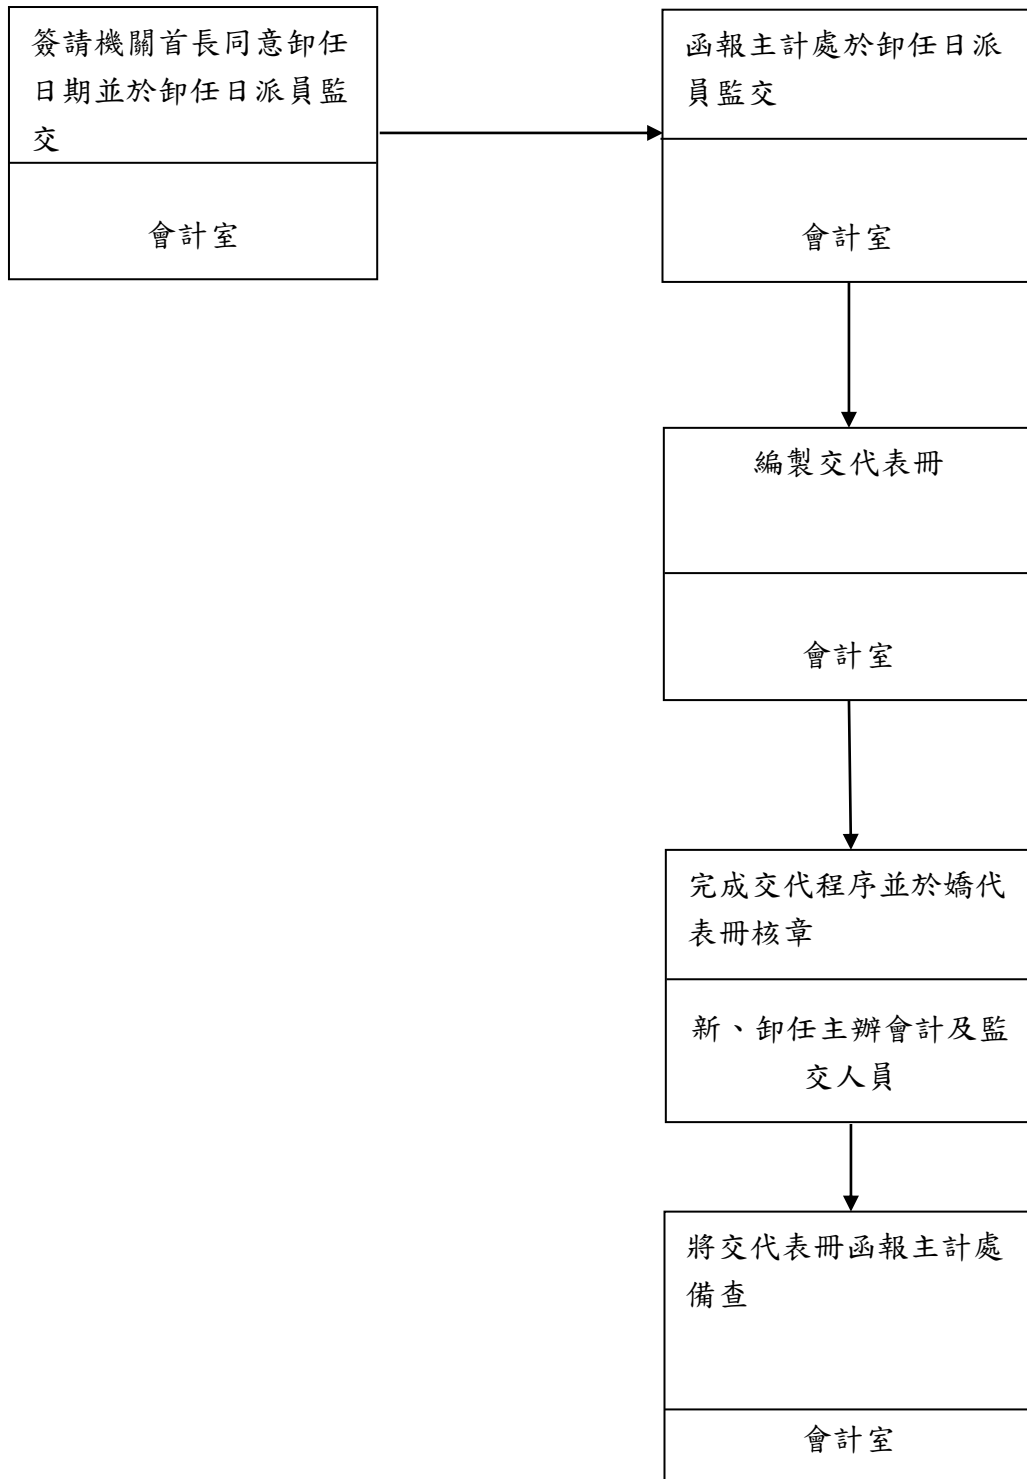 簽請機關首長同意卸任
日期並於卸任日派員監
交
會計室
函報主計處於卸任日派
員監交
會計室
編製交代表冊
會計室
完成交代程序並於嬌代
表冊核章
新、卸任主辦會計及監
交人員
將交代表冊函報主計處
備查
會計室